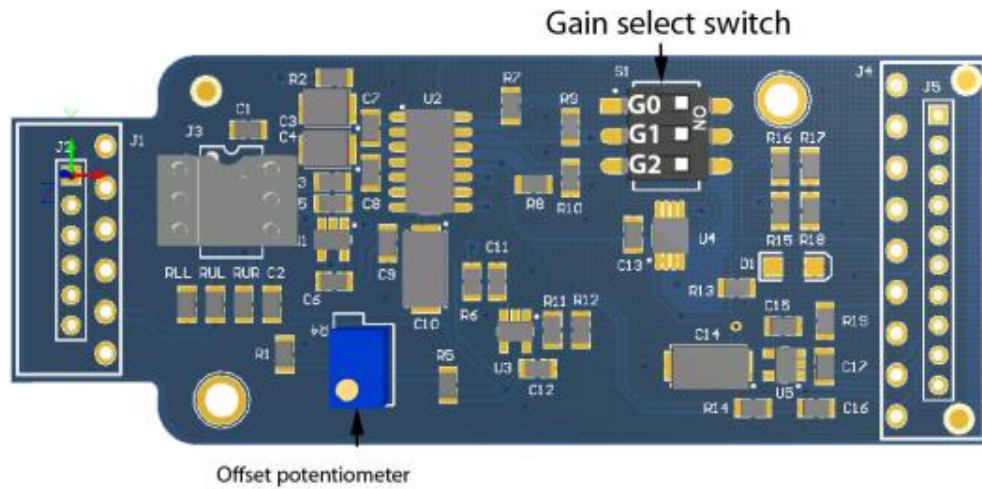 Gain select switch
S1
G0
G1
G2
ON
J1
J2
J3
J4
J5
Y
Z
C1
R2
C3
C4
C7
U2
R7
R9
R8
R10
C8
C9
C6
C10
C11
R6
RLL
RUL
RUR
C2
R1
R4
R5
U3
R11
R12
C12
C13
U4
R16
R17
R15
R18
D1
R13
C15
R19
C14
C17
U5
R14
C16
Offset potentiometer